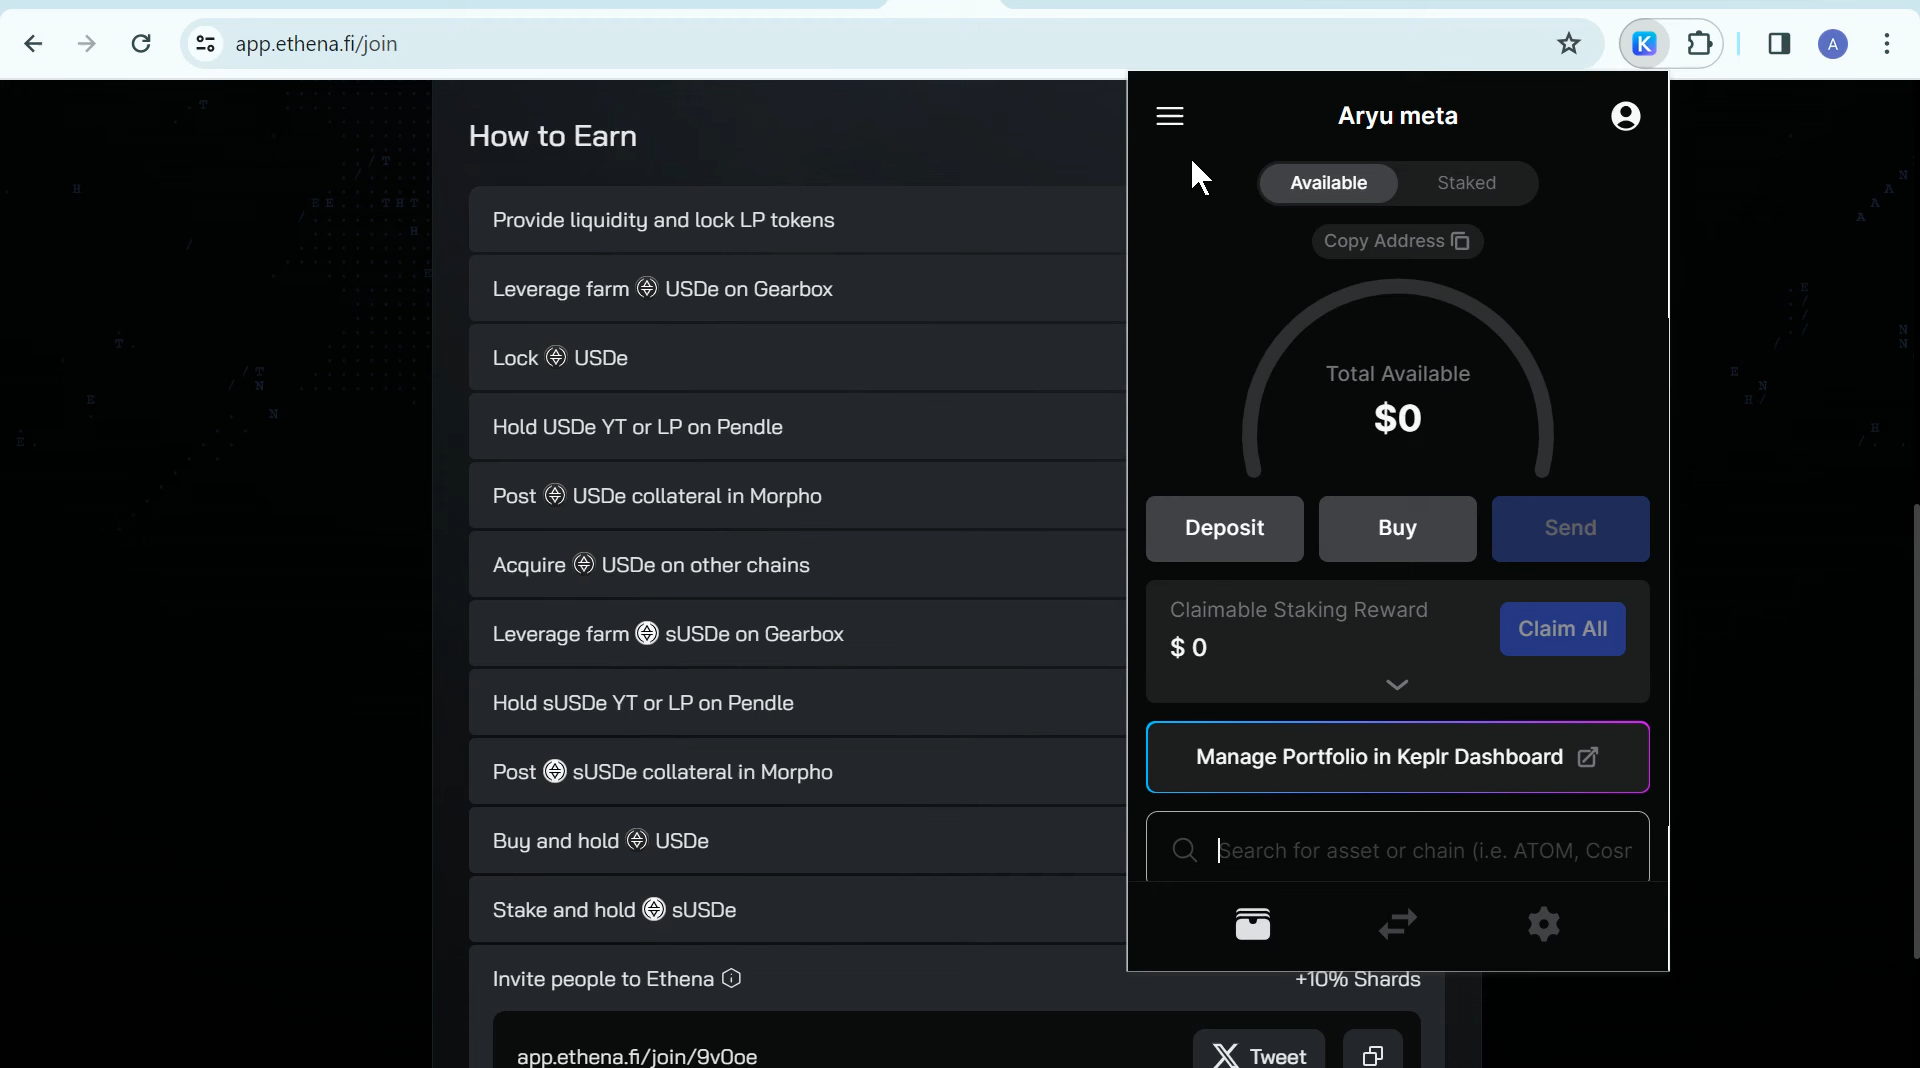 app.ethena.fi/join
K
A
How to Earn
Provide liquidity and lock LP tokens
Leverage farm USDe on Gearbox
Lock USDe
Hold USDe YT or LP on Pendle
Post USDe collateral in Morpho
Acquire USDe on other chains
Leverage farm sUSDe on Gearbox
Hold sUSDe YT or LP on Pendle
Post sUSDe collateral in Morpho
Buy and hold USDe
Stake and hold sUSDe
Invite people to Ethena
+10% Shards
app.ethena.fi/join/9v0oe
Tweet
Aryu meta
Available
Staked
Copy Address
Total Available
$0
Deposit
Buy
Send
Claimable Staking Reward
$ 0
Claim All
Manage Portfolio in Keplr Dashboard
Search for asset or chain (i.e. ATOM, Cosr